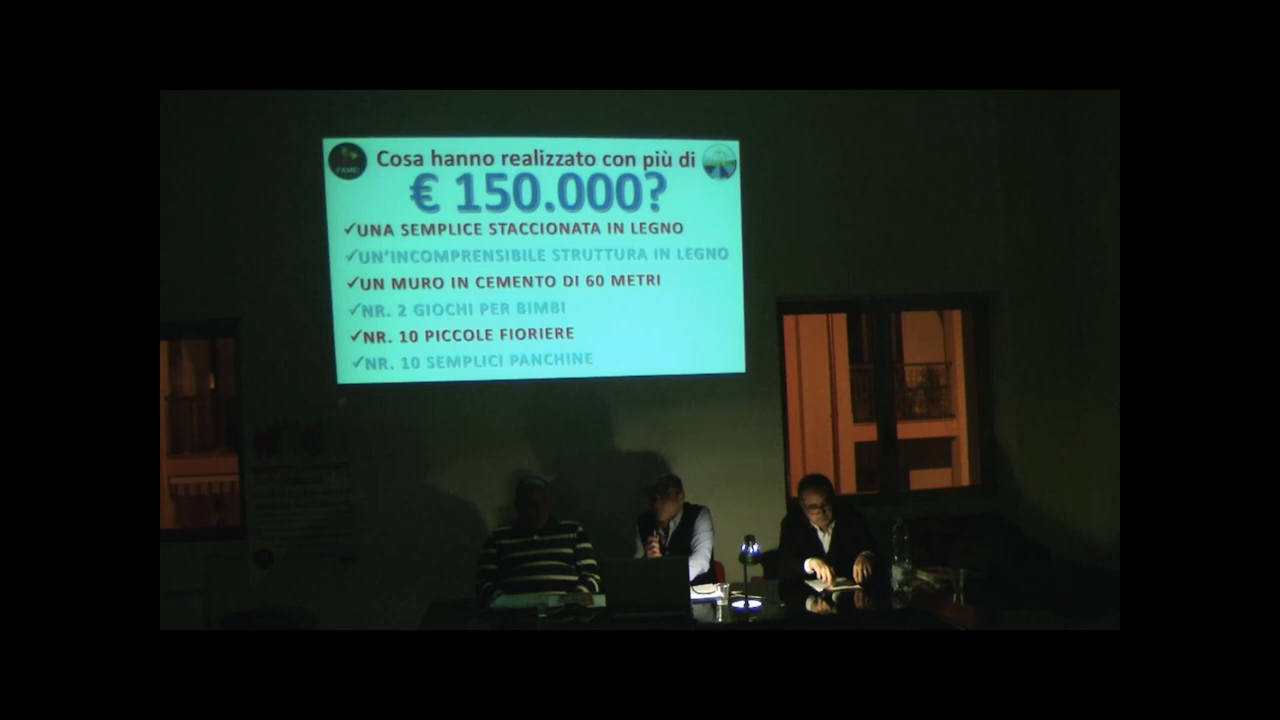 Cosa hanno realizzato con più di
€ 150.000?
✓UNA SEMPLICE STACCIONATA IN LEGNO
✓UN'INCOMPRENSIBILE STRUTTURA IN LEGNO
✓UN MURO IN CEMENTO DI 60 METRI
✓NR. 2 GIOCHI PER BIMBI
✓NR. 10 PICCOLE FIORIERE
✓NR. 10 SEMPLICI PANCHINE